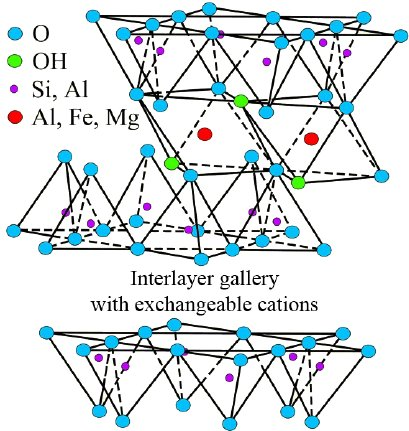 O
OH
Si, Al
Al, Fe, Mg
Interlayer gallery
with exchangeable cations